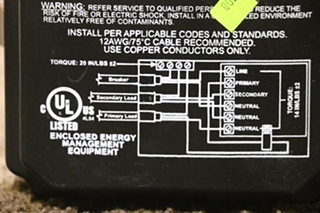 WARNING: REFER SERVICE TO QUALIFIED PERSONNEL.
RISK OF FIRE OR ELECTRIC SHOCK, INSTALL IN A
ENVIRONMENT
RELATIVELY FREE OF CONTAMINANTS.
INSTALL PER APPLICABLE CODES AND STANDARDS.
12AWG/75°C CABLE RECOMMENDED.
USE COPPER CONDUCTORS ONLY.
TORQUE: 20 IN/LBS ±2
Breaker
Secondary Load
Primary Load
LINE
PRIMARY
SECONDARY
NEUTRAL
NEUTRAL
NEUTRAL
TORQUE:
14 IN/LBS ±2
C UL US
LISTED
ENCLOSED ENERGY
MANAGEMENT
EQUIPMENT